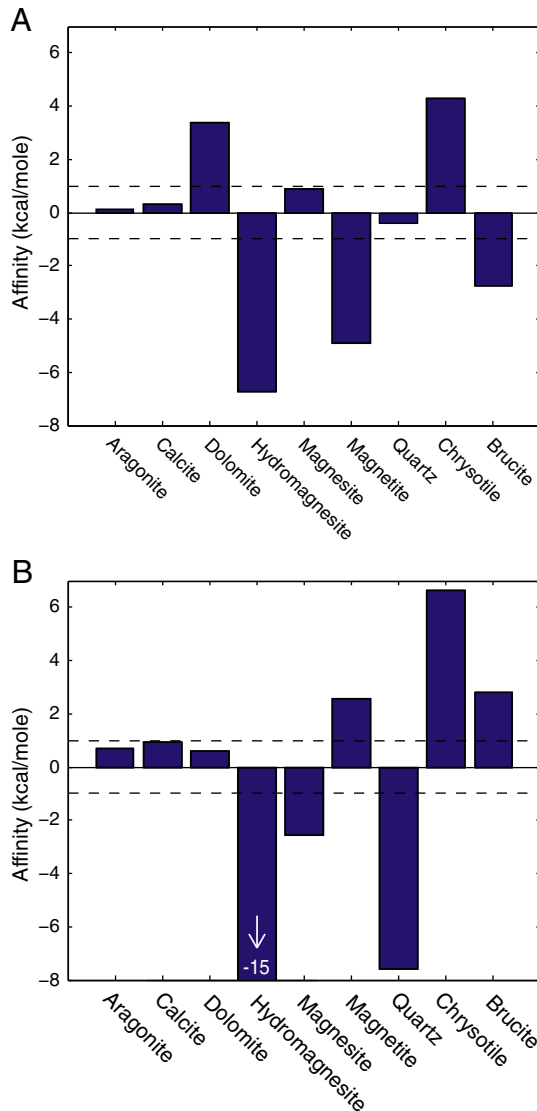 A
Affinity (kcal/mole)
6
4
2
0
−2
−4
−6
−8
Aragonite
Calcite
Dolomite
Hydromagnesite
Magnesite
Magnetite
Quartz
Chrysotile
Brucite
B
Affinity (kcal/mole)
6
4
2
0
−2
−4
−6
−8
-15
Aragonite
Calcite
Dolomite
Hydromagnesite
Magnesite
Magnetite
Quartz
Chrysotile
Brucite